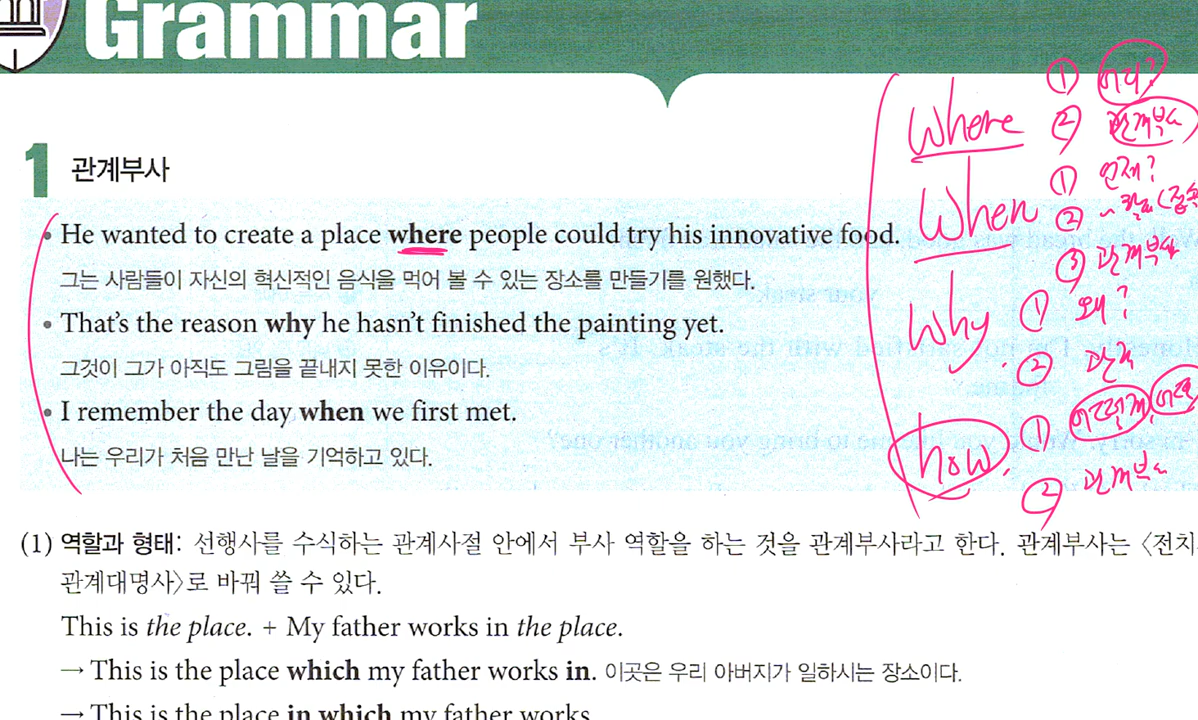 Grammar
1 관계부사
• He wanted to create a place where people could try his innovative food.
그는 사람들이 자신의 혁신적인 음식을 먹어 볼 수 있는 장소를 만들기를 원했다.
• That's the reason why he hasn't finished the painting yet.
그것이 그가 아직도 그림을 끝내지 못한 이유이다.
• I remember the day when we first met.
나는 우리가 처음 만난 날을 기억하고 있다.
where ① 어디?
② 관계부사
When ① 언제?
② ~할때 (접속
③ 관계부사
Why ① 왜?
② 관부
how ① 어떻게, 
② 관계부사
(1) 역할과 형태: 선행사를 수식하는 관계사절 안에서 부사 역할을 하는 것을 관계부사라고 한다. 관계부사는 〈전치
관계대명사〉로 바꿔 쓸 수 있다.
This is the place. + My father works in the place.
→ This is the place which my father works in. 이곳은 우리 아버지가 일하시는 장소이다.
→ This is the place in which my father works.